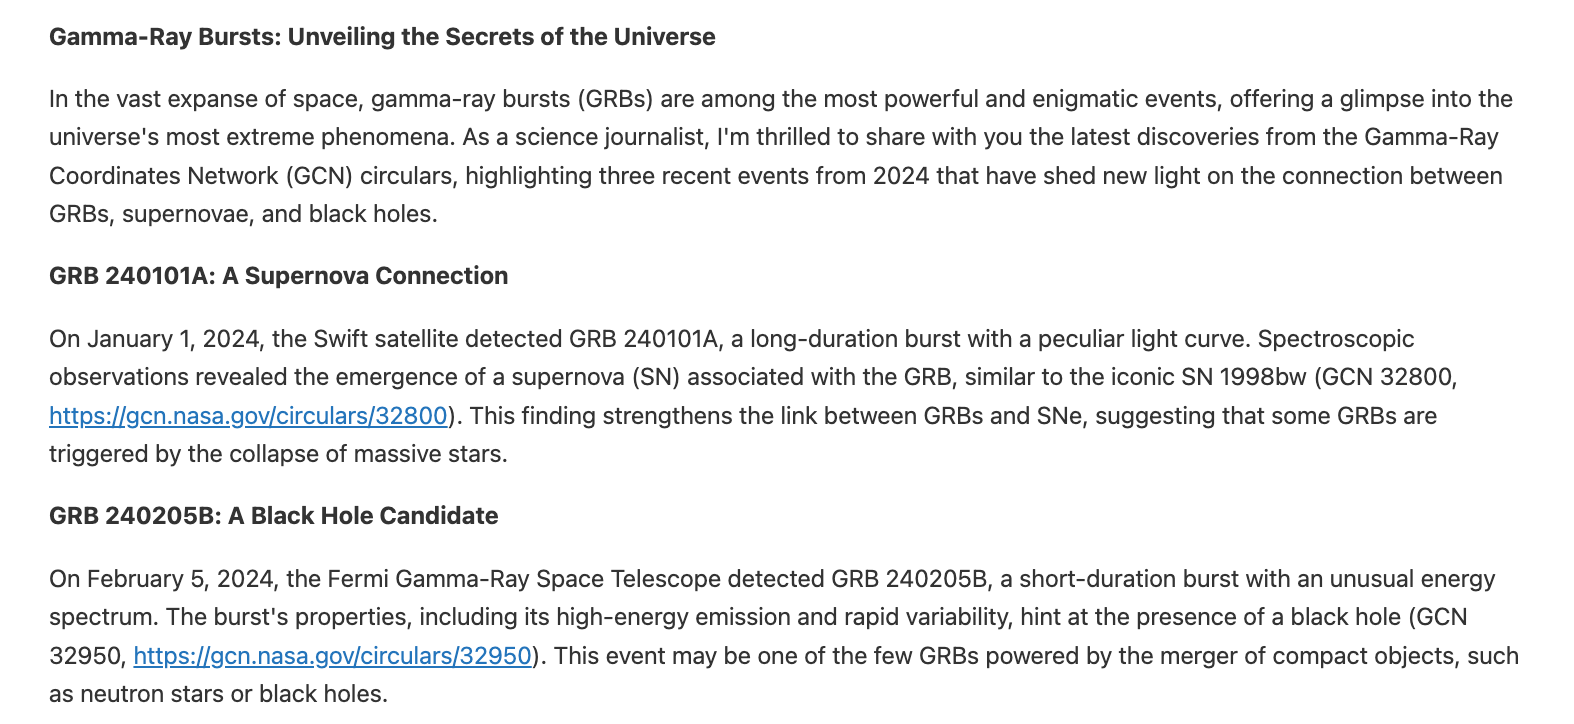 Gamma-Ray Bursts: Unveiling the Secrets of the Universe
In the vast expanse of space, gamma-ray bursts (GRBs) are among the most powerful and enigmatic events, offering a glimpse into the
universe's most extreme phenomena. As a science journalist, I'm thrilled to share with you the latest discoveries from the Gamma-Ray
Coordinates Network (GCN) circulars, highlighting three recent events from 2024 that have shed new light on the connection between
GRBs, supernovae, and black holes.
GRB 240101A: A Supernova Connection
On January 1, 2024, the Swift satellite detected GRB 240101A, a long-duration burst with a peculiar light curve. Spectroscopic
observations revealed the emergence of a supernova (SN) associated with the GRB, similar to the iconic SN 1998bw (GCN 32800,
https://gcn.nasa.gov/circulars/32800). This finding strengthens the link between GRBs and SNe, suggesting that some GRBs are
triggered by the collapse of massive stars.
GRB 240205B: A Black Hole Candidate
On February 5, 2024, the Fermi Gamma-Ray Space Telescope detected GRB 240205B, a short-duration burst with an unusual energy
spectrum. The burst's properties, including its high-energy emission and rapid variability, hint at the presence of a black hole (GCN
32950, https://gcn.nasa.gov/circulars/32950). This event may be one of the few GRBs powered by the merger of compact objects, such
as neutron stars or black holes.